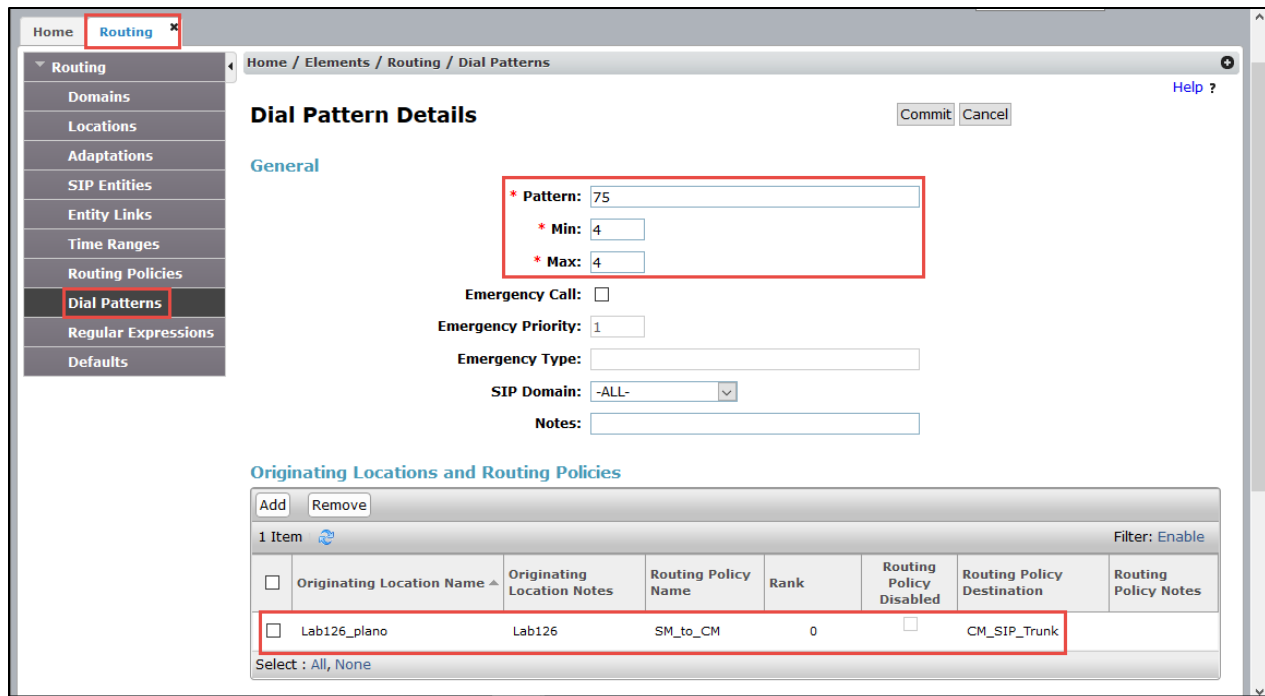 Home Routing x
Routing
Domains
Locations
Adaptations
SIP Entities
Entity Links
Time Ranges
Routing Policies
Dial Patterns
Regular Expressions
Defaults
Home / Elements / Routing / Dial Patterns
Help ?
Dial Pattern Details
Commit Cancel
General
* Pattern: 75
* Min: 4
* Max: 4
Emergency Call:
Emergency Priority: 1
Emergency Type:
SIP Domain: -ALL-
Notes:
Originating Locations and Routing Policies
Add Remove
1 Item Filter: Enable
Originating Location Name Originating Location Notes Routing Policy Name Rank Routing Policy Disabled Routing Policy Destination Routing Policy Notes
Lab126_plano Lab126 SM_to_CM 0 CM_SIP_Trunk
Select : All, None